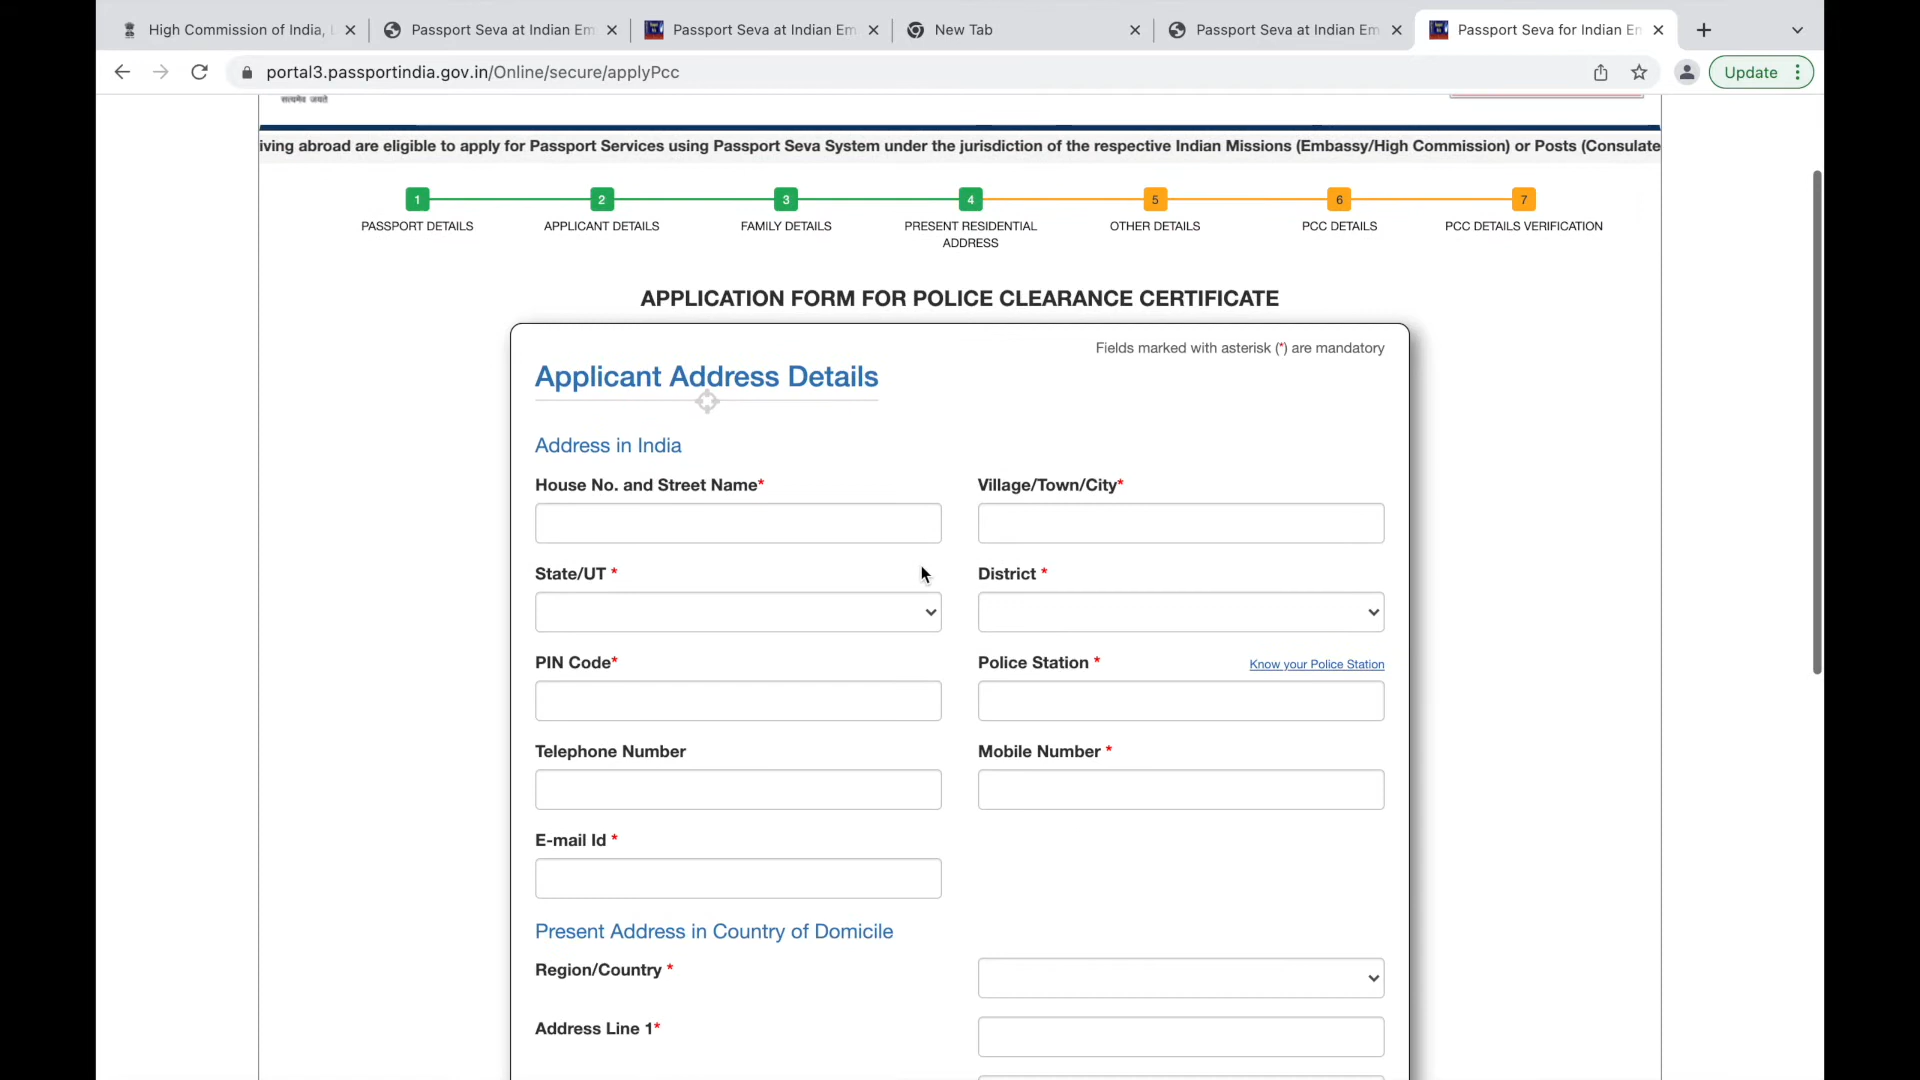 High Commission of India, L
Passport Seva at Indian Em
Passport Seva at Indian Em
New Tab
Passport Seva at Indian Em
Passport Seva for Indian En
portal3.passportindia.gov.in/Online/secure/applyPcc
Update
सत्यमेव जयते
iving abroad are eligible to apply for Passport Services using Passport Seva System under the jurisdiction of the respective Indian Missions (Embassy/High Commission) or Posts (Consulate
1 2 3 4 5 6 7
PASSPORT DETAILS
APPLICANT DETAILS
FAMILY DETAILS
PRESENT RESIDENTIAL
ADDRESS
OTHER DETAILS
PCC DETAILS
PCC DETAILS VERIFICATION
APPLICATION FORM FOR POLICE CLEARANCE CERTIFICATE
Fields marked with asterisk (*) are mandatory
Applicant Address Details
Address in India
House No. and Street Name*
Village/Town/City*
State/UT *
District *
PIN Code*
Police Station *
Know your Police Station
Telephone Number
Mobile Number *
E-mail Id *
Present Address in Country of Domicile
Region/Country *
Address Line 1*